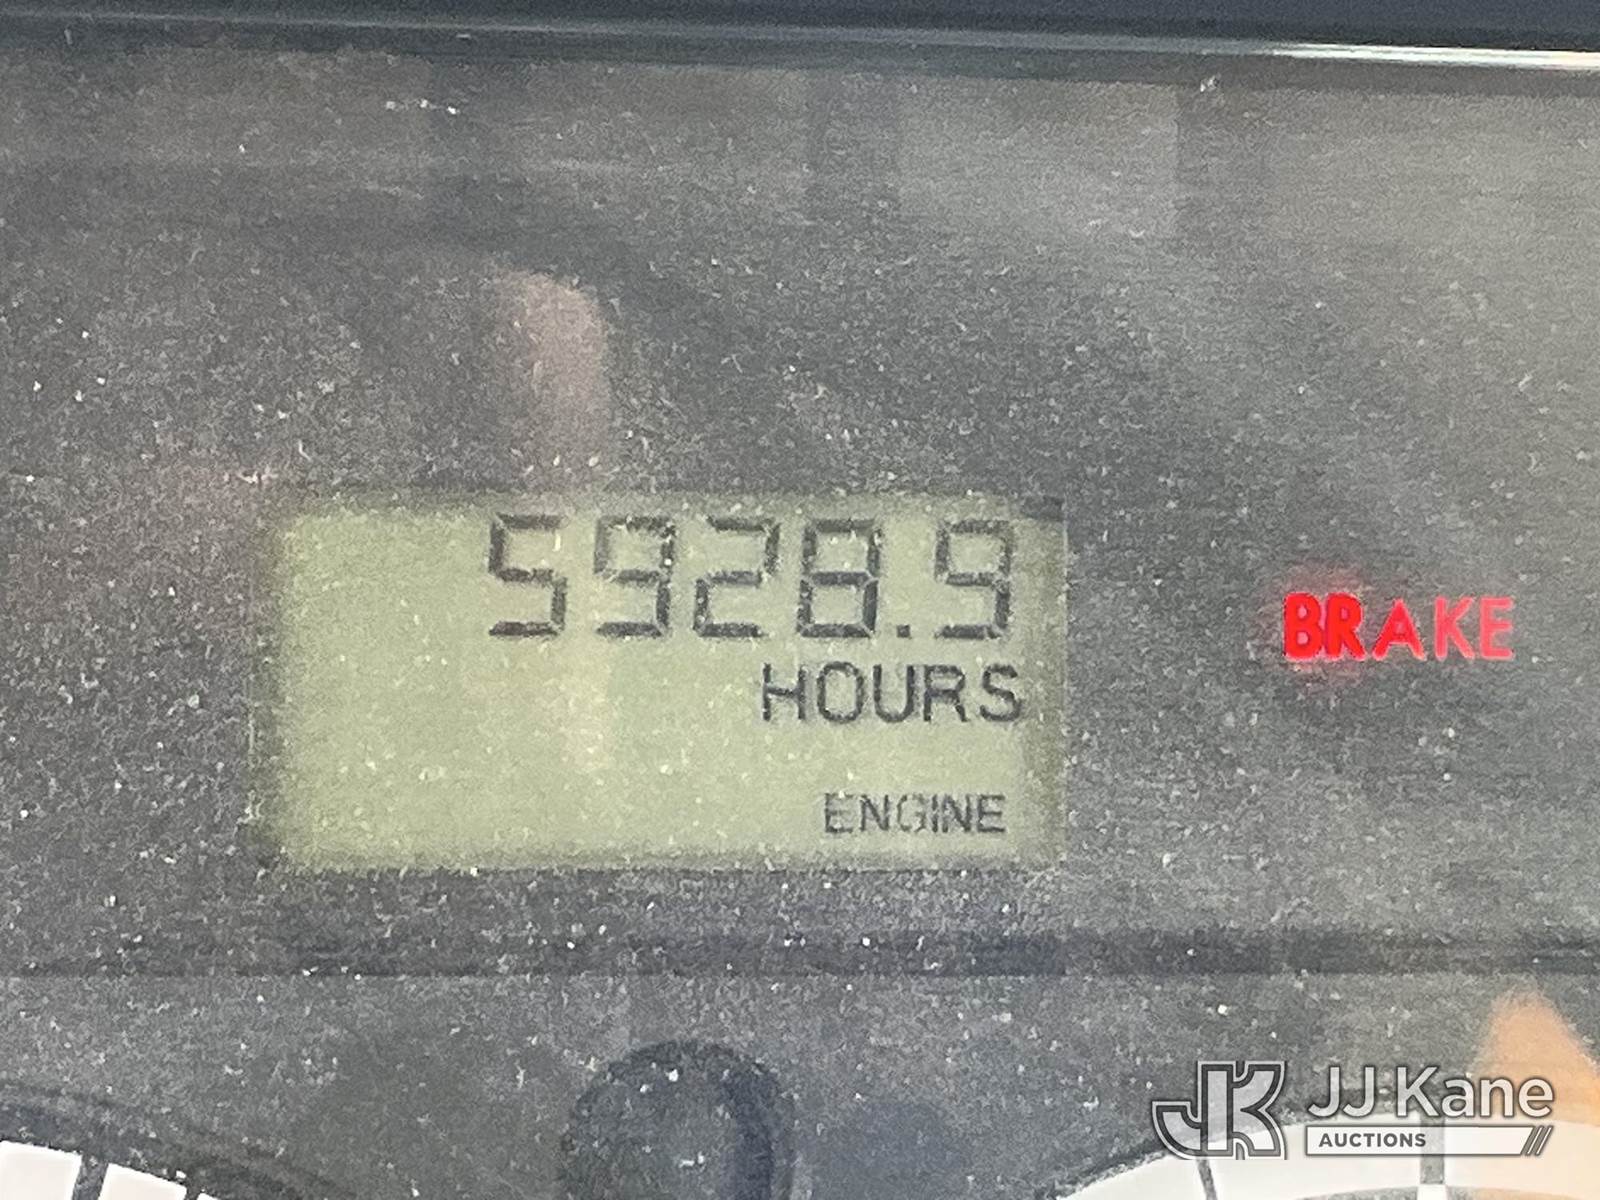 5928.9
HOURS
BRAKE
ENGINE
JJ Kane
AUCTIONS